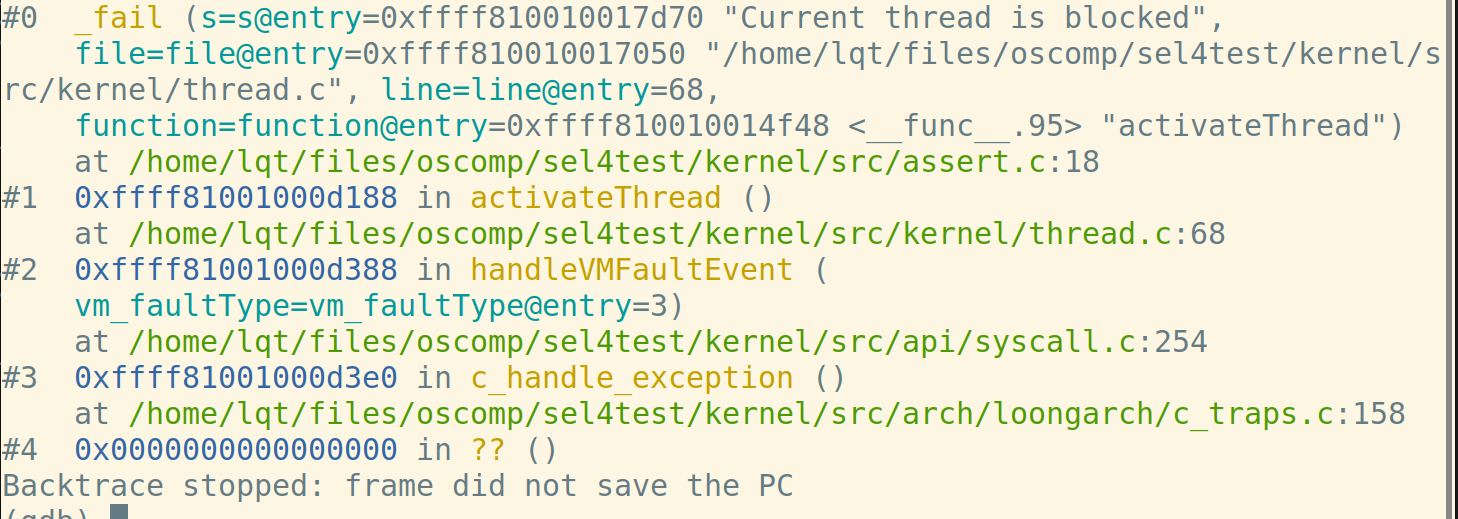 #0  _fail (s=s@entry=0xffff810010017d70 "Current thread is blocked",
    file=file@entry=0xffff810010017050 "/home/lqt/files/oscomp/sel4test/kernel/s
rc/kernel/thread.c", line=line@entry=68,
    function=function@entry=0xffff810010014f48 <__func__.95> "activateThread")
    at /home/lqt/files/oscomp/sel4test/kernel/src/assert.c:18
#1  0xffff81001000d188 in activateThread ()
    at /home/lqt/files/oscomp/sel4test/kernel/src/kernel/thread.c:68
#2  0xffff81001000d388 in handleVMFaultEvent (
    vm_faultType=vm_faultType@entry=3)
    at /home/lqt/files/oscomp/sel4test/kernel/src/api/syscall.c:254
#3  0xffff81001000d3e0 in c_handle_exception ()
    at /home/lqt/files/oscomp/sel4test/kernel/src/arch/loongarch/c_traps.c:158
#4  0x0000000000000000 in ?? ()
Backtrace stopped: frame did not save the PC
(gdb)